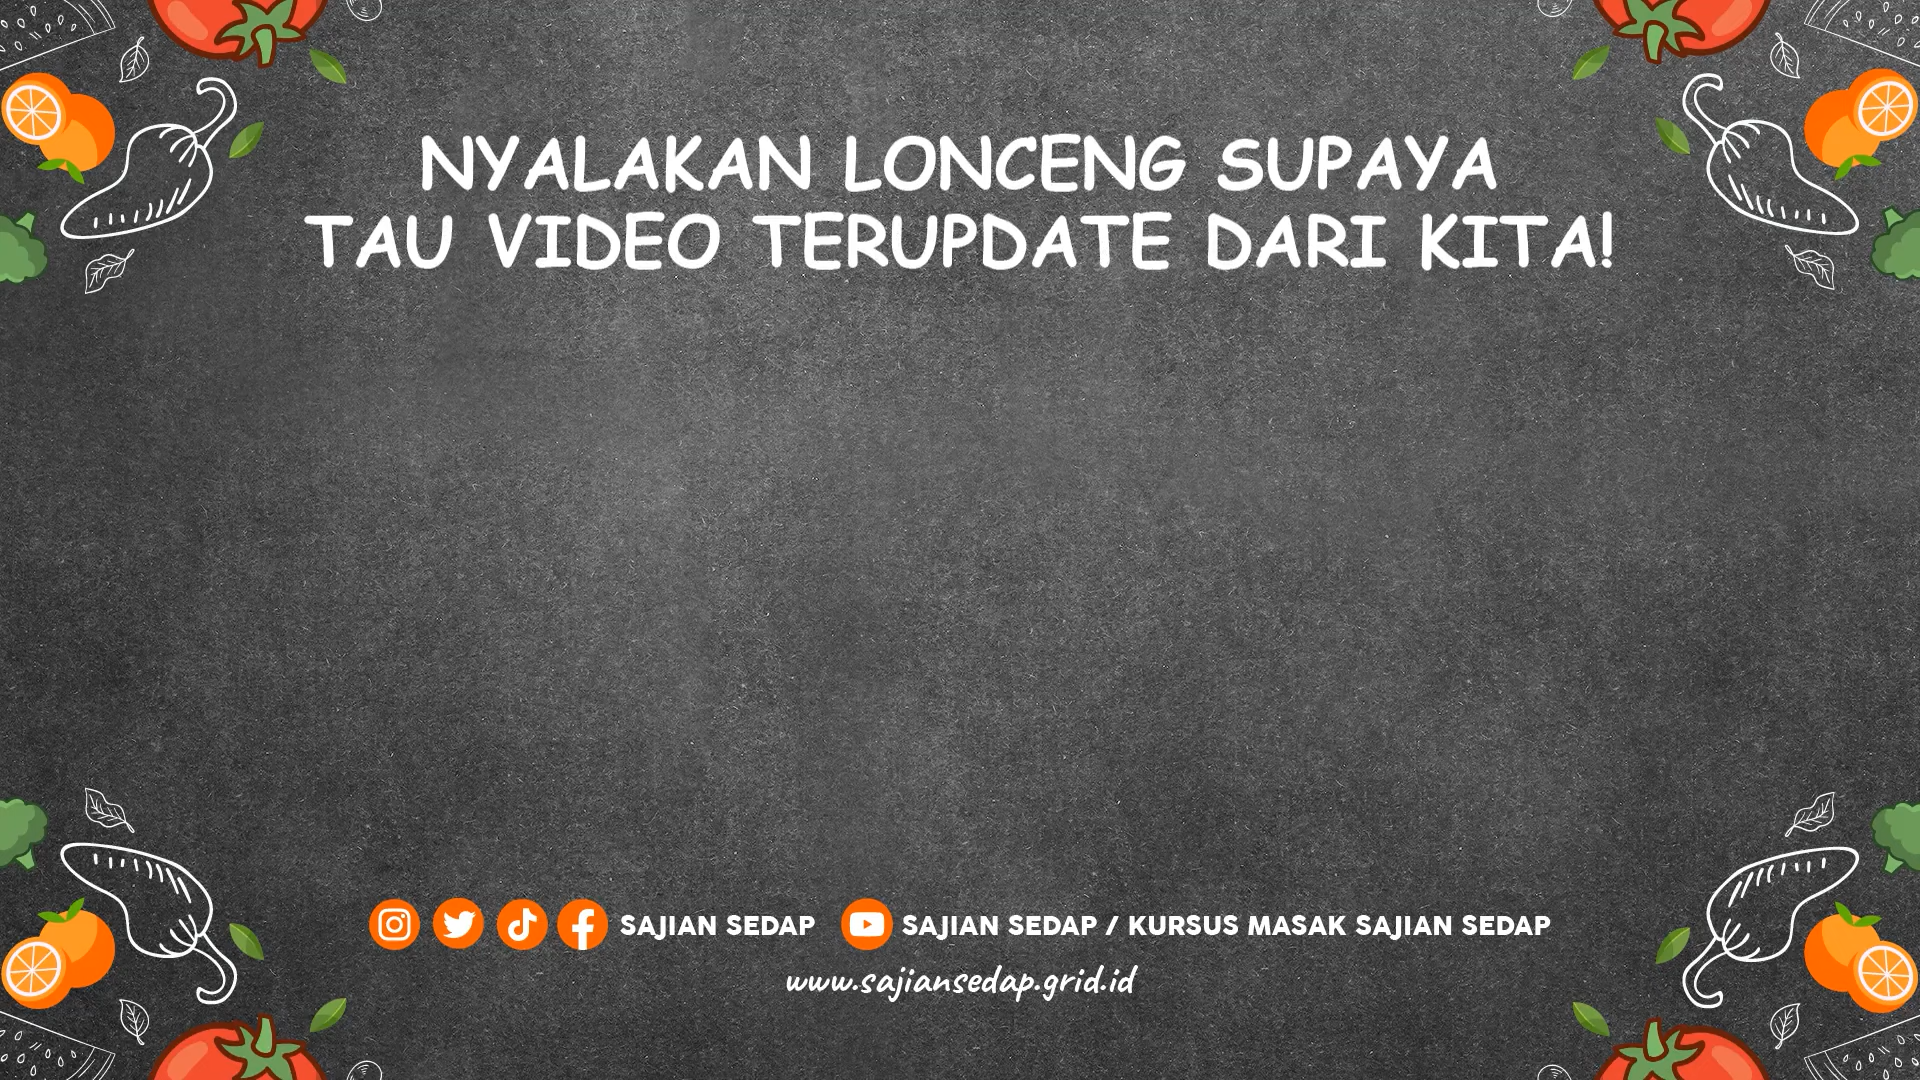 NYALAKAN LONCENG SUPAYA
TAU VIDEO TERUPDATE DARI KITA!
SAJIAN SEDAP SAJIAN SEDAP / KURSUS MASAK SAJIAN SEDAP
www.sajiansedap.grid.id